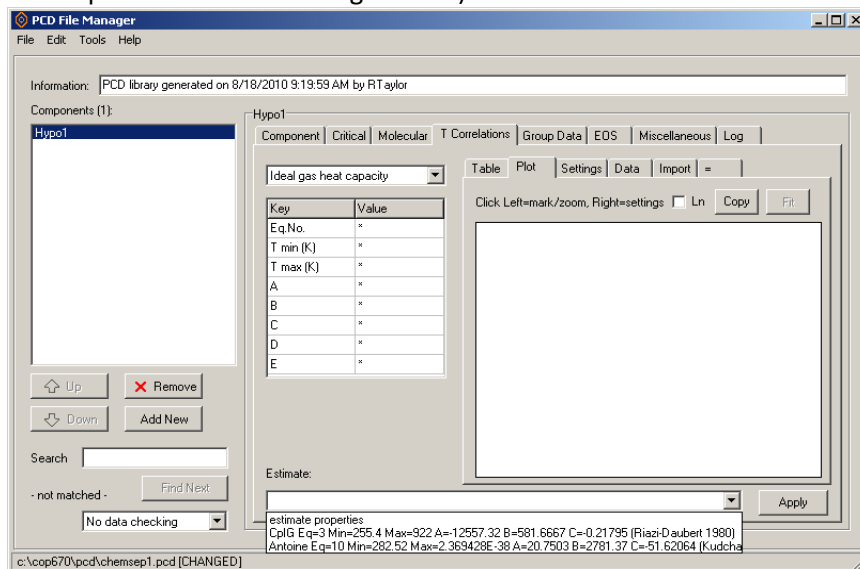 PCD File Manager
File Edit Tools Help
Information: PCD library generated on 8/18/2010 9:19:59 AM by RTaylor
Components (1):
Hypo1
Hypo1
Component Critical Molecular T Correlations Group Data EOS Miscellaneous Log
Ideal gas heat capacity
Table Plot Settings Data Import =
Click Left=mark/zoom, Right=settings Ln Copy Fit
Key Value
Eq.No. *
T min (K) *
T max (K) *
A *
B *
C *
D *
E *
Up Remove
Down Add New
Search
- not matched - Find Next
No data checking
Estimate:
Apply
estimate properties
CpIG Eq=3 Min=255.4 Max=922 A=-12557.32 B=581.6667 C=-0.21795 (Riazi-Daubert 1980)
Antoine Eq=10 Min=282.52 Max=2.369428E-38 A=20.7503 B=2781.37 C=-51.62064 (Kudcha
c:\cop670\pcd\chemsep1.pcd [CHANGED]